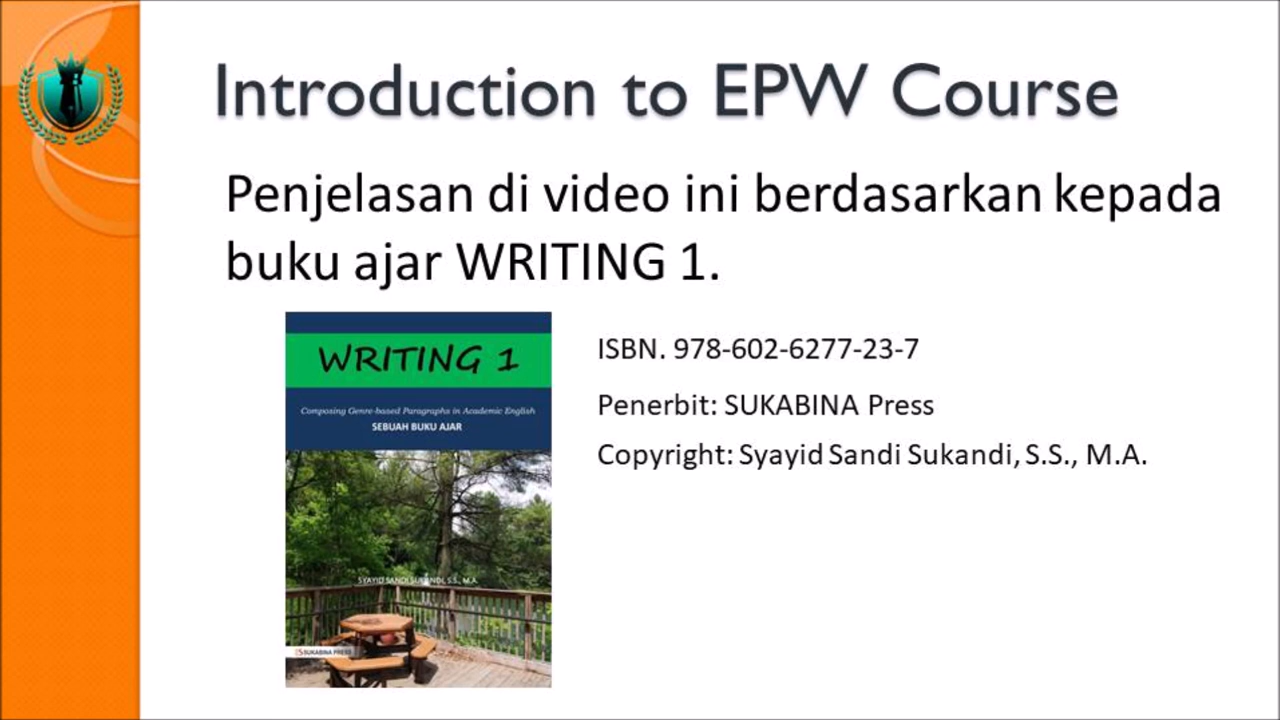 Introduction to EPW Course
Penjelasan di video ini berdasarkan kepada
buku ajar WRITING 1.
WRITING 1
Composing Genre-based Paragraphs in Academic English
SEBUAH BUKU AJAR
SYAYID SANDI SUKANDI, S.S., M.A.
SUKABINA PRESS
ISBN. 978-602-6277-23-7
Penerbit: SUKABINA Press
Copyright: Syayid Sandi Sukandi, S.S., M.A.